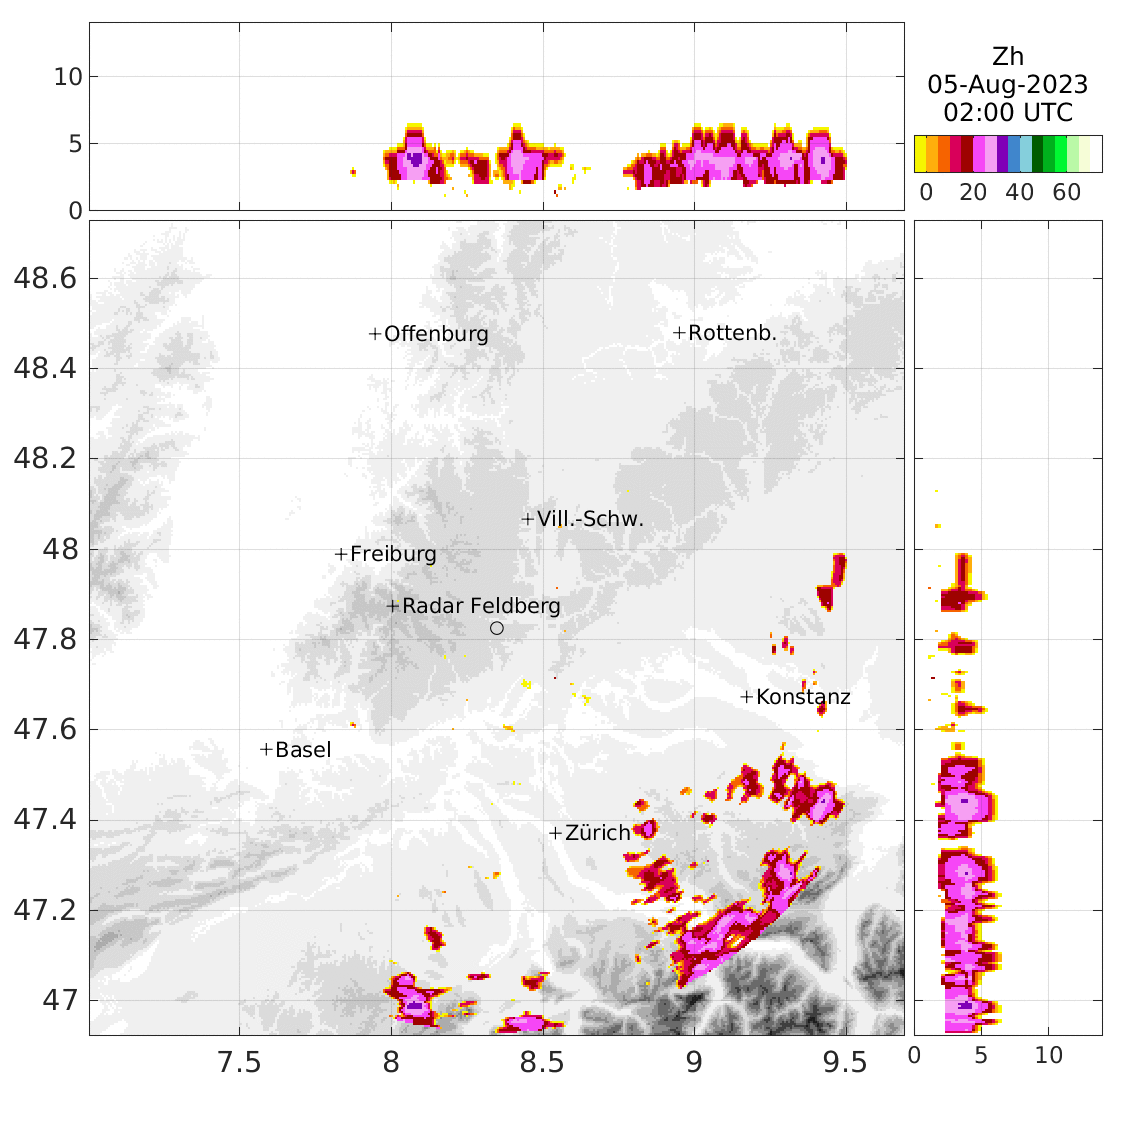 Zh
05-Aug-2023
02:00 UTC
0 20 40 60
10
5
0
48.6
48.4
48.2
48
47.8
47.6
47.4
47.2
47
+Offenburg
+Rottenb.
+Vill.-Schw.
+Freiburg
+Radar Feldberg
+Konstanz
+Basel
+Zürich
7.5 8 8.5 9 9.5
0 5 10